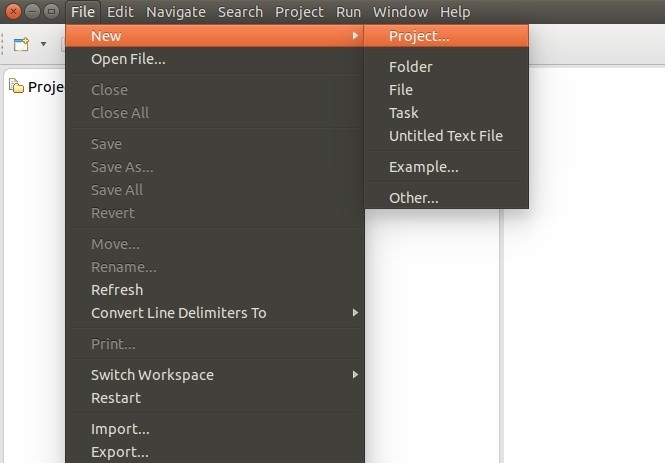 File Edit Navigate Search Project Run Window Help
New
Open File...
Close
Close All
Save
Save As...
Save All
Revert
Move...
Rename...
Refresh
Convert Line Delimiters To
Print...
Switch Workspace
Restart
Import...
Export...
Project...
Folder
File
Task
Untitled Text File
Example...
Other...
Proje